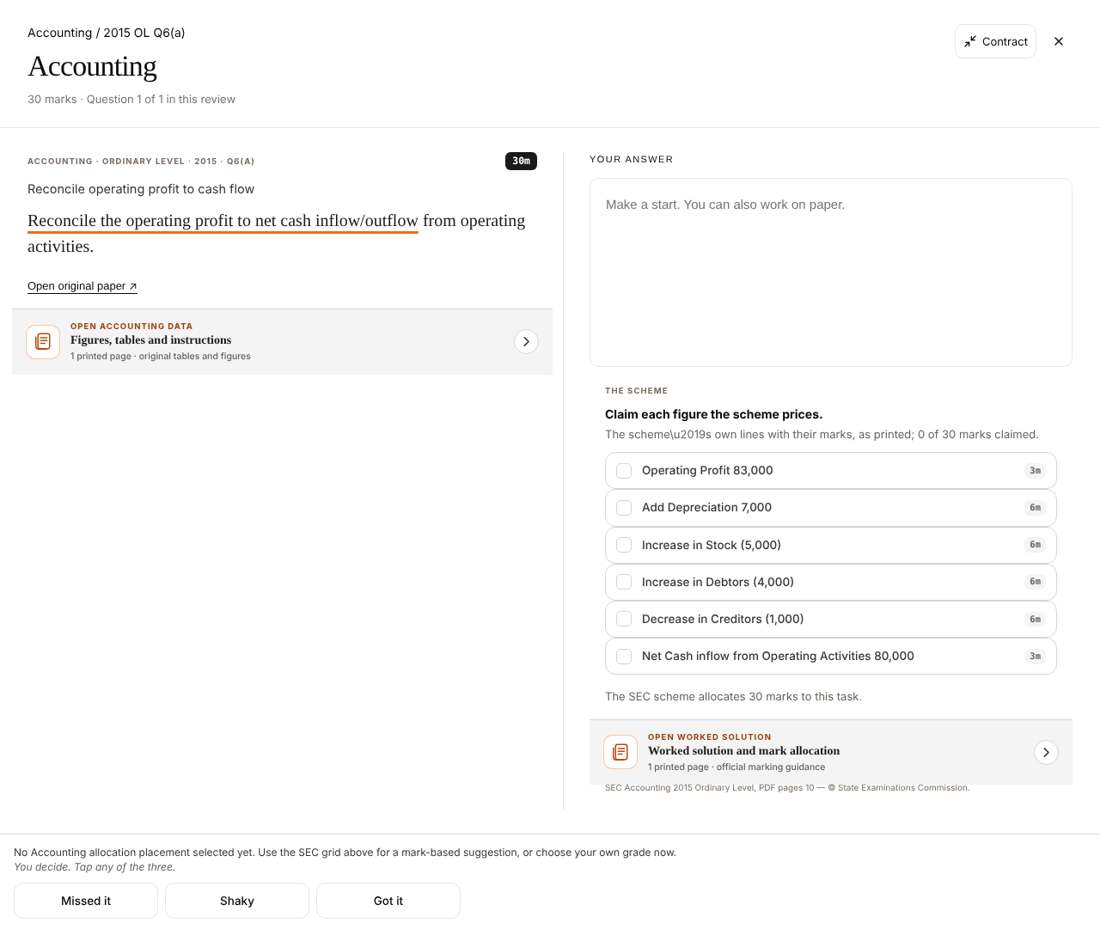 Accounting / 2015 OL Q6(a)
Accounting
30 marks · Question 1 of 1 in this review
Contract
ACCOUNTING · ORDINARY LEVEL · 2015 · Q6(A)
30m
Reconcile operating profit to cash flow
Reconcile the operating profit to net cash inflow/outflow from operating
activities.
Open original paper ↗
OPEN ACCOUNTING DATA
Figures, tables and instructions
1 printed page · original tables and figures
YOUR ANSWER
Make a start. You can also work on paper.
THE SCHEME
Claim each figure the scheme prices.
The scheme\u2019s own lines with their marks, as printed; 0 of 30 marks claimed.
Operating Profit 83,000 3m
Add Depreciation 7,000 6m
Increase in Stock (5,000) 6m
Increase in Debtors (4,000) 6m
Decrease in Creditors (1,000) 6m
Net Cash inflow from Operating Activities 80,000 3m
The SEC scheme allocates 30 marks to this task.
OPEN WORKED SOLUTION
Worked solution and mark allocation
1 printed page · official marking guidance
SEC Accounting 2015 Ordinary Level, PDF pages 10 — © State Examinations Commission.
No Accounting allocation placement selected yet. Use the SEC grid above for a mark-based suggestion, or choose your own grade now.
You decide. Tap any of the three.
Missed it
Shaky
Got it